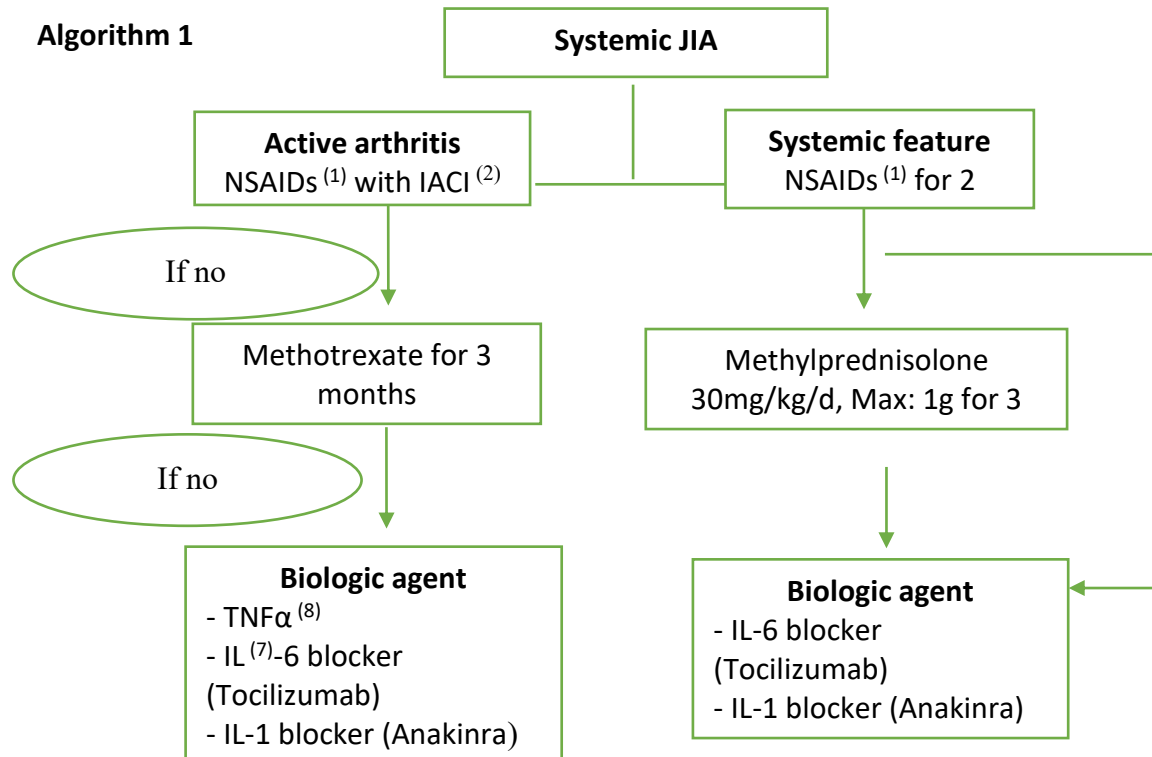 Algorithm 1
Systemic JIA
Active arthritis
NSAIDs (1) with IACI (2)
Systemic feature
NSAIDs (1) for 2
If no
Methotrexate for 3
months
Methylprednisolone
30mg/kg/d, Max: 1g for 3
If no
Biologic agent
- TNFα (8)
- IL (7)-6 blocker
(Tocilizumab)
- IL-1 blocker (Anakinra)
Biologic agent
- IL-6 blocker
(Tocilizumab)
- IL-1 blocker (Anakinra)